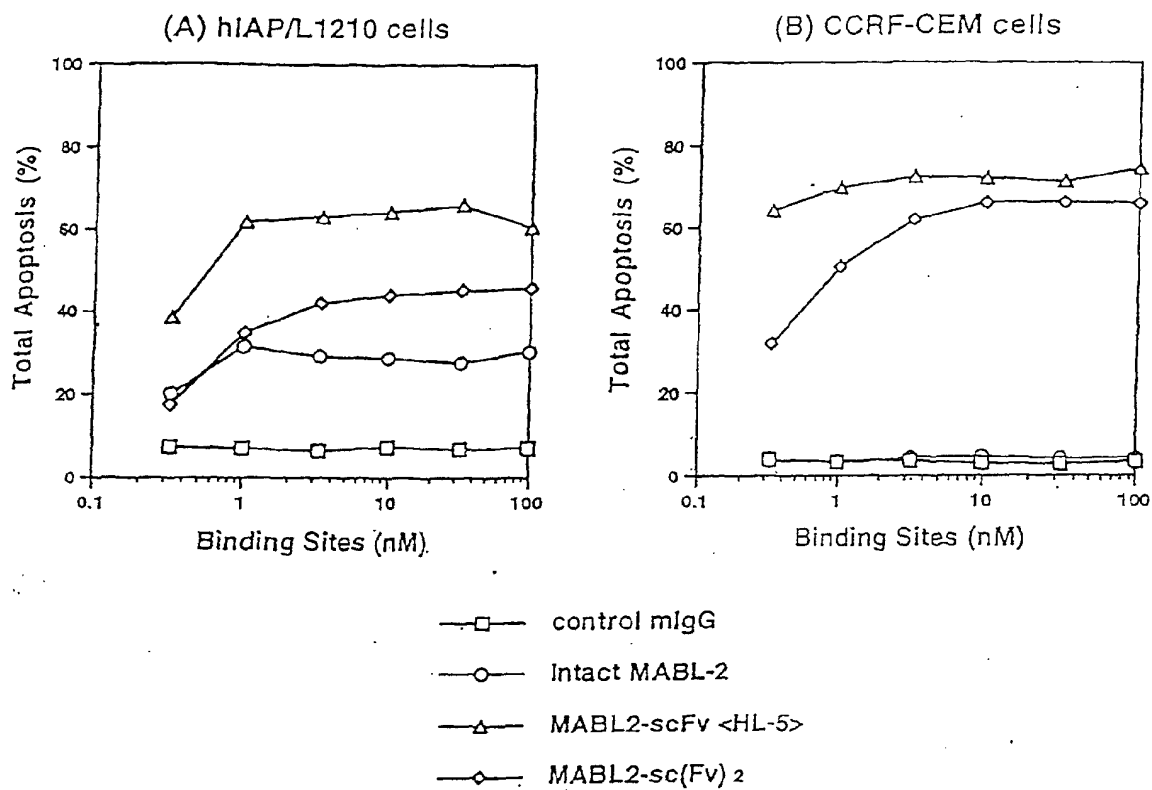 (A) hIAP/L1210 cells
100
80
60
40
20
0
Total Apoptosis (%)
0.1 1 10 100
Binding Sites (nM)
(B) CCRF-CEM cells
100
80
60
40
20
0
Total Apoptosis (%)
0.1 1 10 100
Binding Sites (nM)
control mIgG
Intact MABL-2
MABL2-scFv <HL-5>
MABL2-sc(Fv) 2